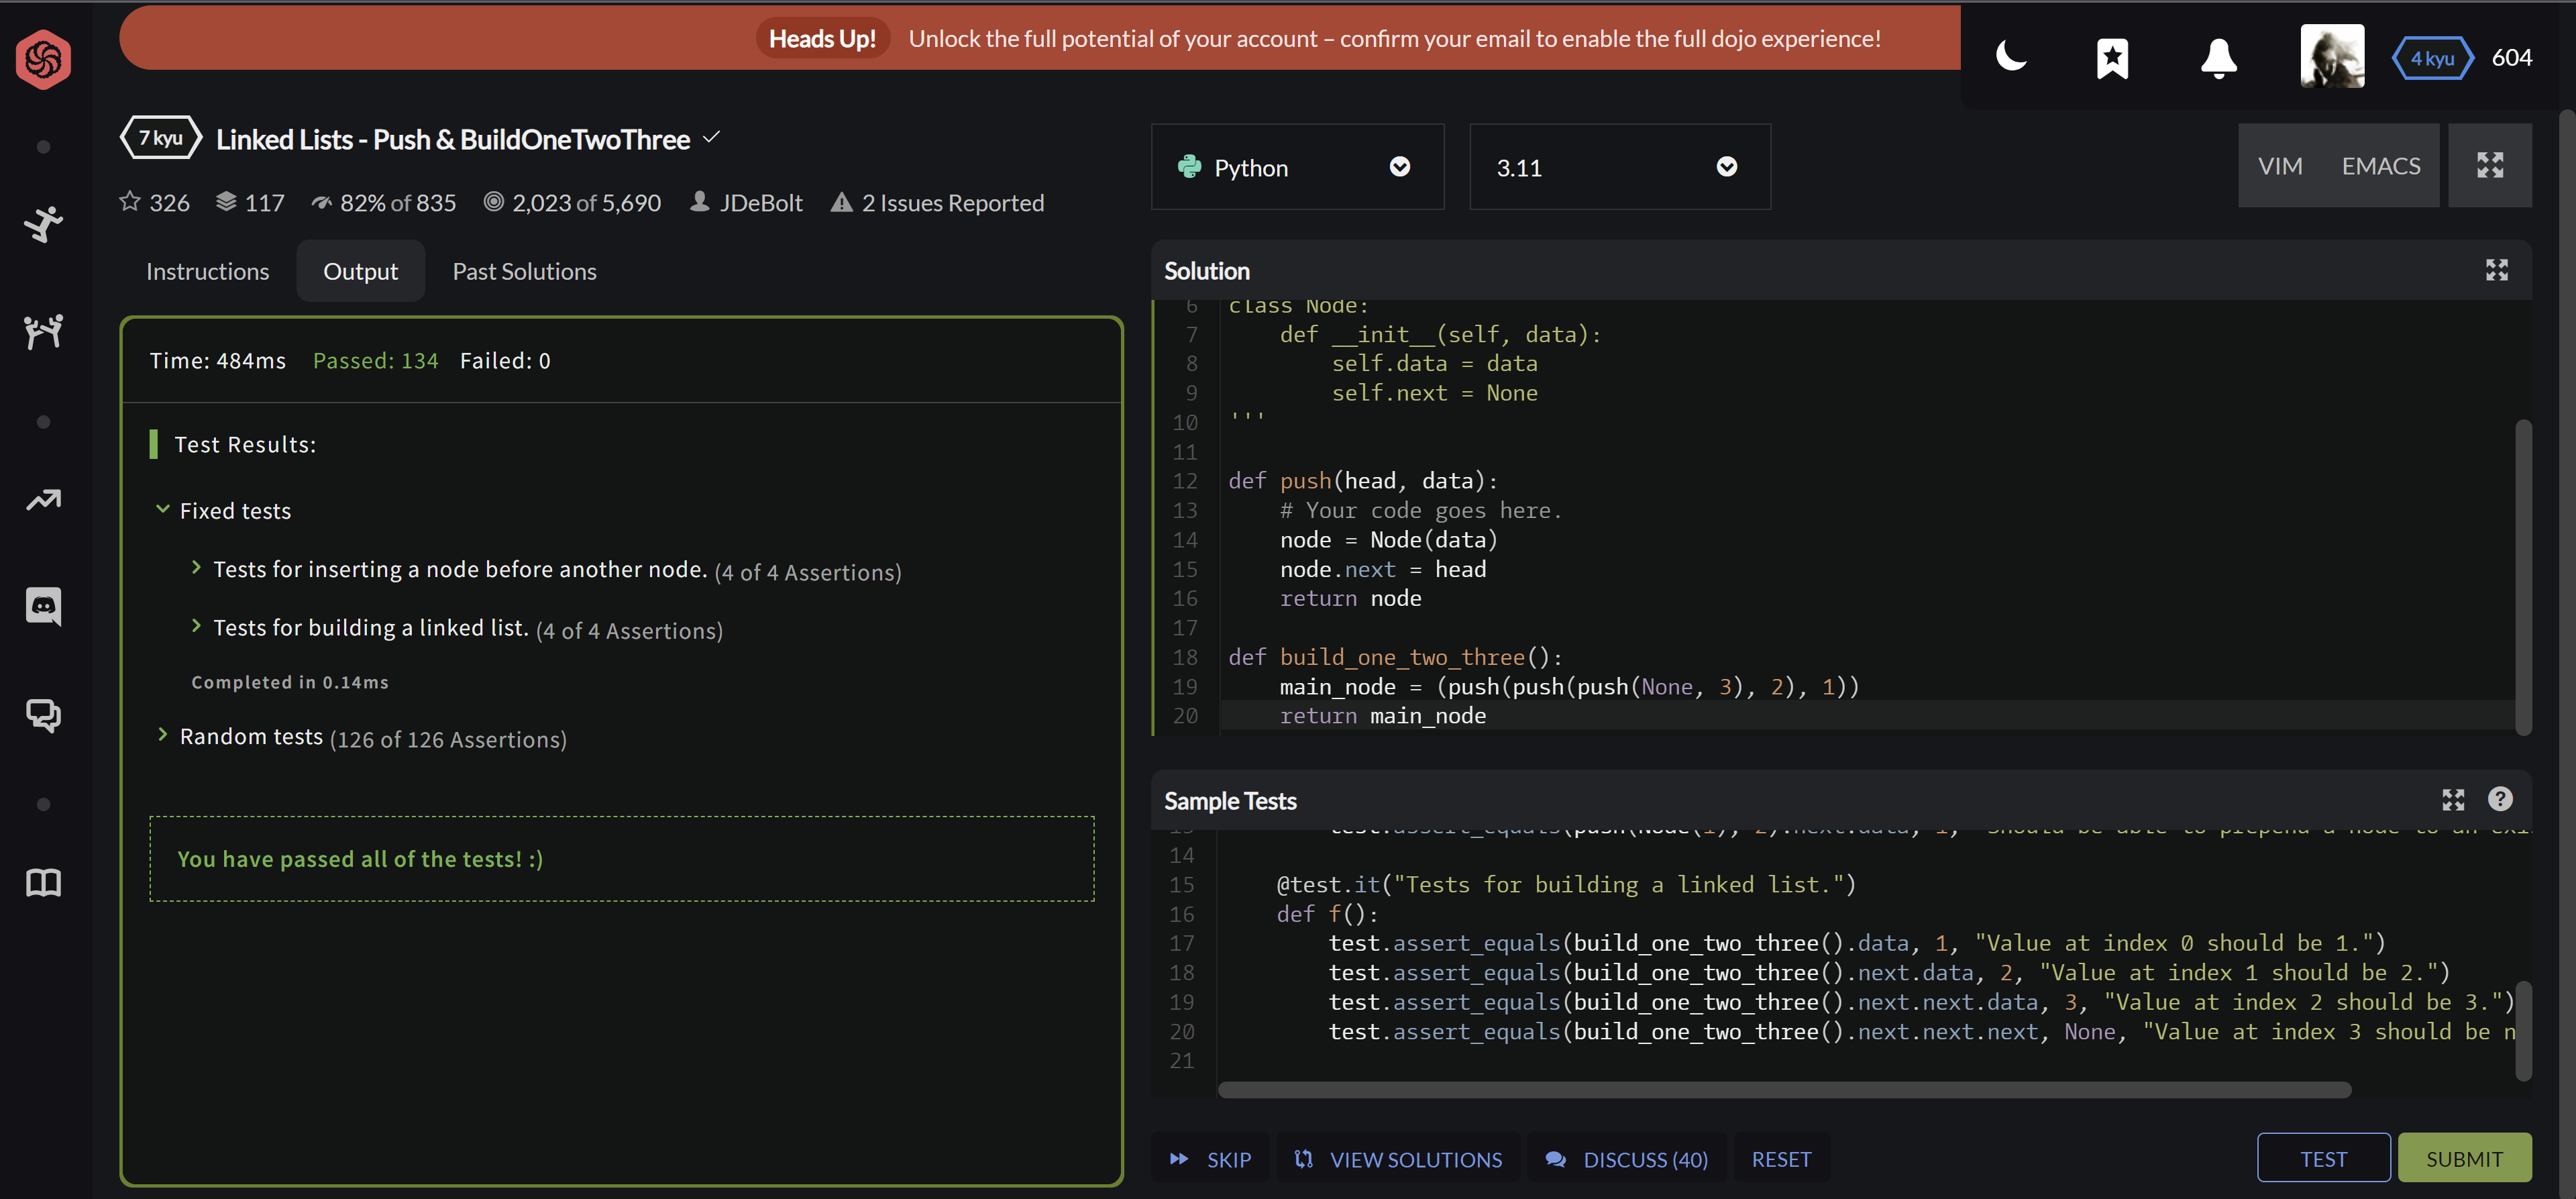 Heads Up! Unlock the full potential of your account – confirm your email to enable the full dojo experience!
4 kyu 604
7 kyu Linked Lists - Push & BuildOneTwoThree
326 117 82% of 835 2,023 of 5,690 JDeBolt 2 Issues Reported
Instructions Output Past Solutions
Time: 484ms Passed: 134 Failed: 0
Test Results:
Fixed tests
Tests for inserting a node before another node. (4 of 4 Assertions)
Tests for building a linked list. (4 of 4 Assertions)
Completed in 0.14ms
Random tests (126 of 126 Assertions)
You have passed all of the tests! :)
Python 3.11 VIM EMACS
Solution
6 class Node:
7     def __init__(self, data):
8         self.data = data
9         self.next = None
10 '''
11
12 def push(head, data):
13     # Your code goes here.
14     node = Node(data)
15     node.next = head
16     return node
17
18 def build_one_two_three():
19     main_node = (push(push(push(None, 3), 2), 1))
20     return main_node
Sample Tests
14
15     @test.it("Tests for building a linked list.")
16     def f():
17         test.assert_equals(build_one_two_three().data, 1, "Value at index 0 should be 1.")
18         test.assert_equals(build_one_two_three().next.data, 2, "Value at index 1 should be 2.")
19         test.assert_equals(build_one_two_three().next.next.data, 3, "Value at index 2 should be 3.")
20         test.assert_equals(build_one_two_three().next.next.next, None, "Value at index 3 should be n
21
SKIP VIEW SOLUTIONS DISCUSS (40) RESET TEST SUBMIT